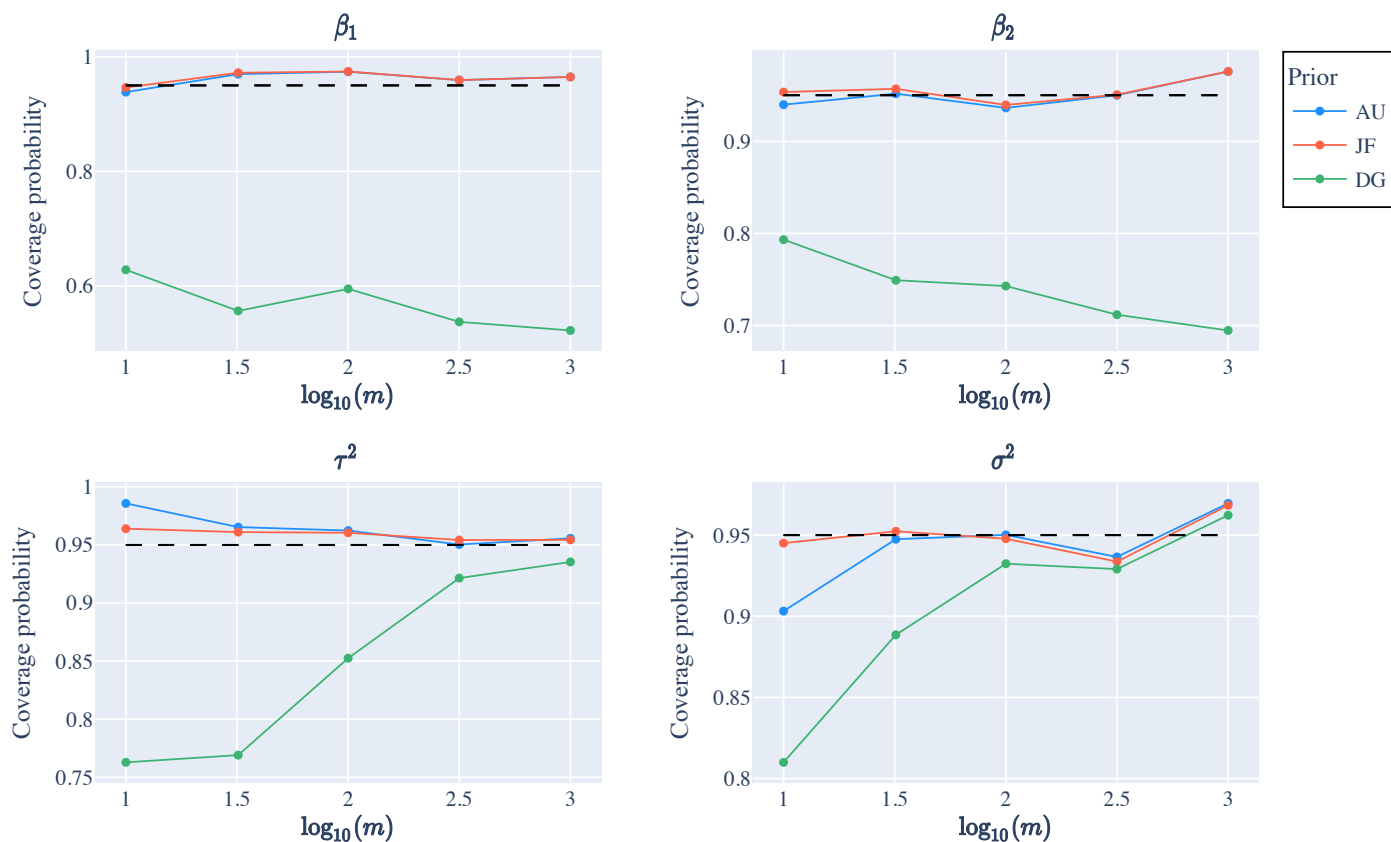 β₁
Coverage probability
1
0.8
0.6
1 1.5 2 2.5 3
log₁₀(m)
β₂
Coverage probability
0.9
0.8
0.7
1 1.5 2 2.5 3
log₁₀(m)
Prior
AU
JF
DG
τ²
Coverage probability
1
0.95
0.9
0.85
0.8
0.75
1 1.5 2 2.5 3
log₁₀(m)
σ²
Coverage probability
0.95
0.9
0.85
0.8
1 1.5 2 2.5 3
log₁₀(m)